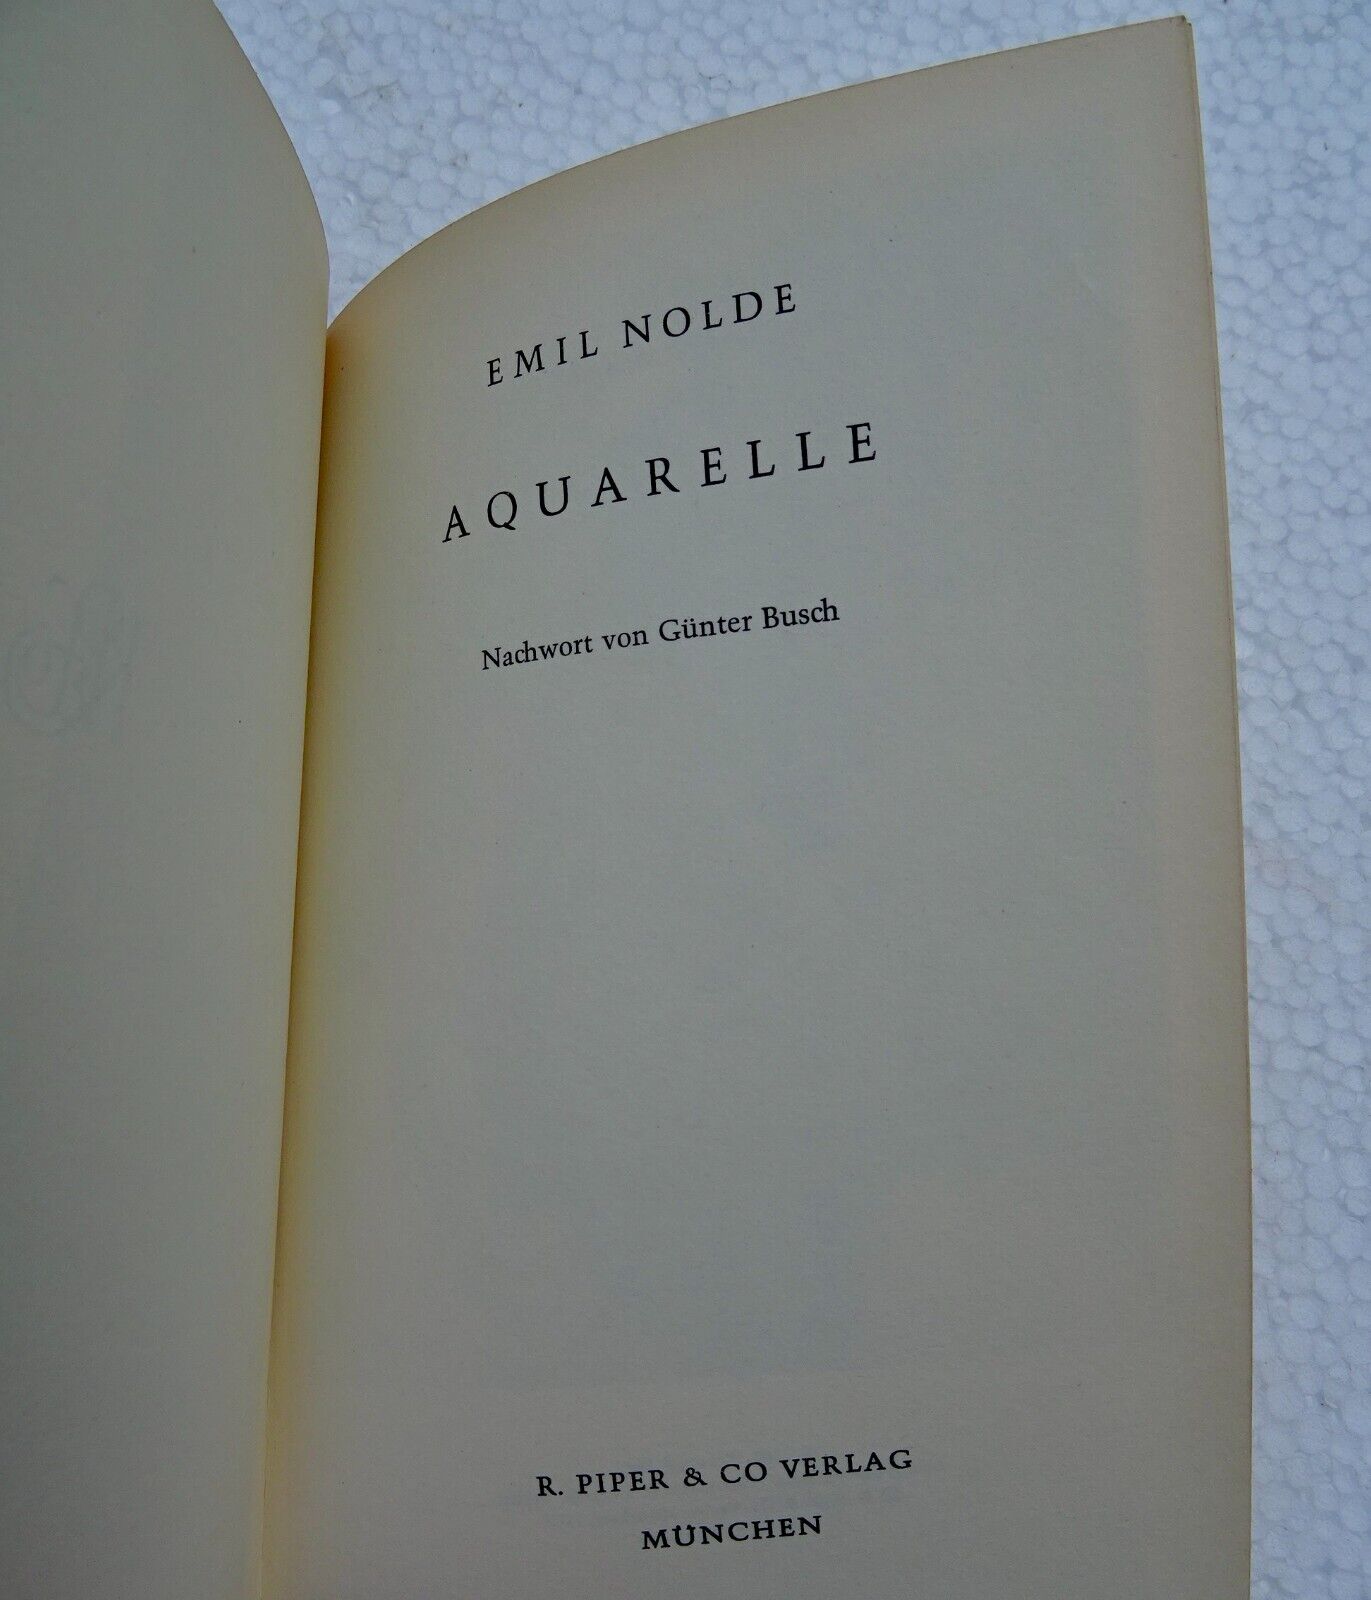 EMIL NOLDE
AQUARELLE
Nachwort von Günter Busch
R. PIPER & CO VERLAG
MÜNCHEN